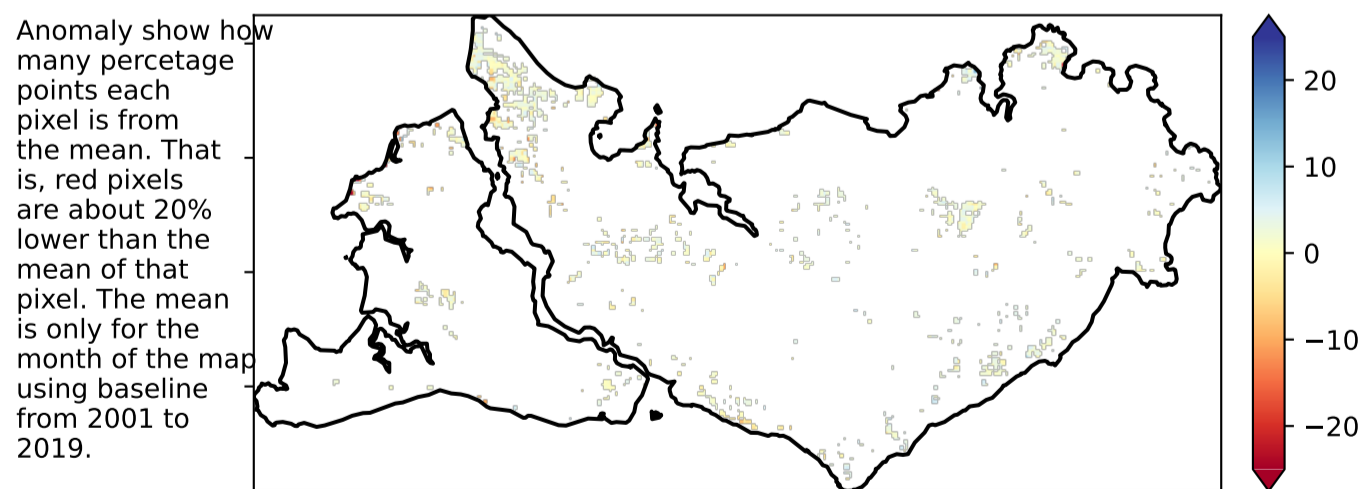 Anomaly show how
many percetage
points each
pixel is from
the mean. That
is, red pixels
are about 20%
lower than the
mean of that
pixel. The mean
is only for the
month of the map
using baseline
from 2001 to
2019.
20
10
0
−10
−20